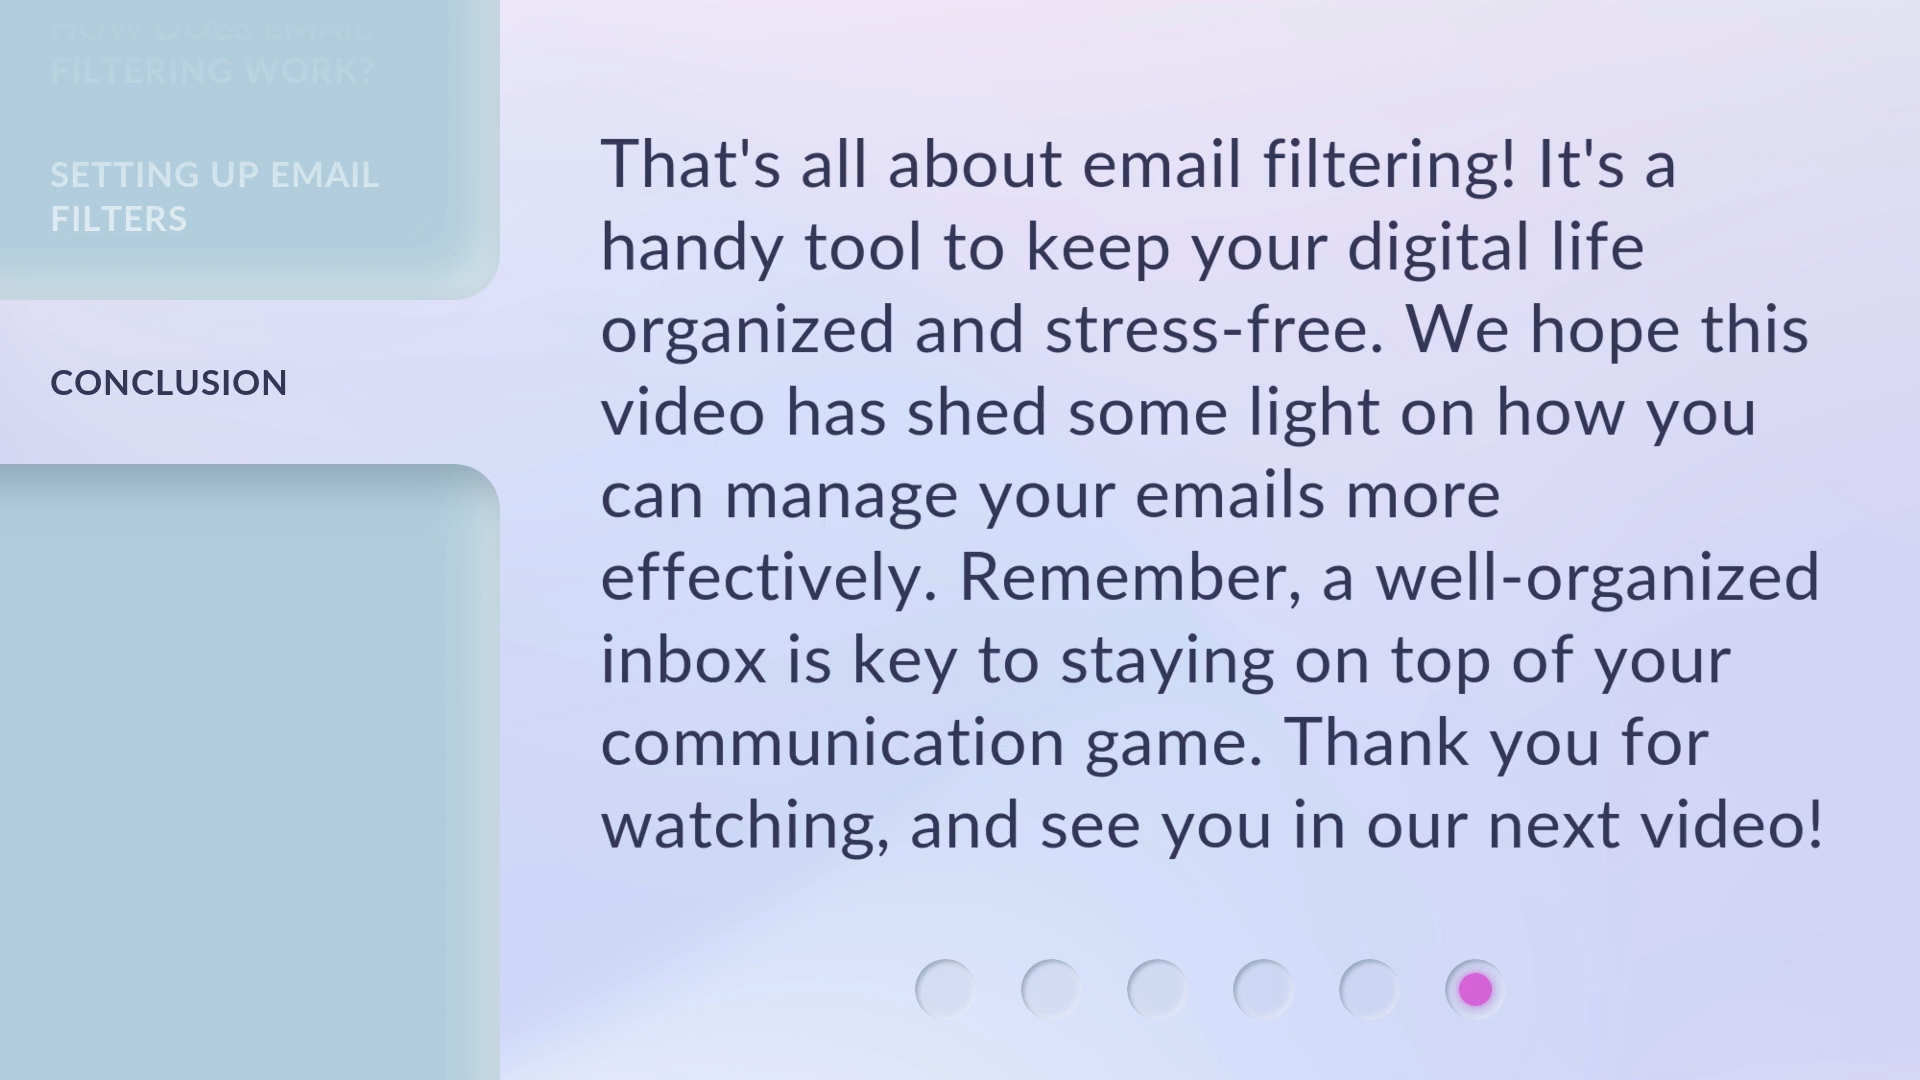 HOW DOES EMAIL
FILTERING WORK?
SETTING UP EMAIL
FILTERS
CONCLUSION
That's all about email filtering! It's a
handy tool to keep your digital life
organized and stress-free. We hope this
video has shed some light on how you
can manage your emails more
effectively. Remember, a well-organized
inbox is key to staying on top of your
communication game. Thank you for
watching, and see you in our next video!